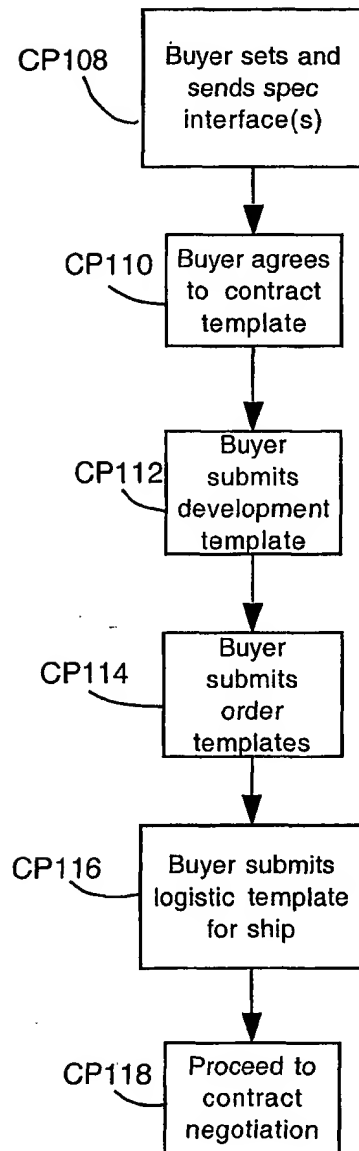 CP108
Buyer sets and
sends spec
interface(s)
CP110
Buyer agrees
to contract
template
CP112
Buyer
submits
development
template
CP114
Buyer
submits
order
templates
CP116
Buyer submits
logistic template
for ship
CP118
Proceed to
contract
negotiation